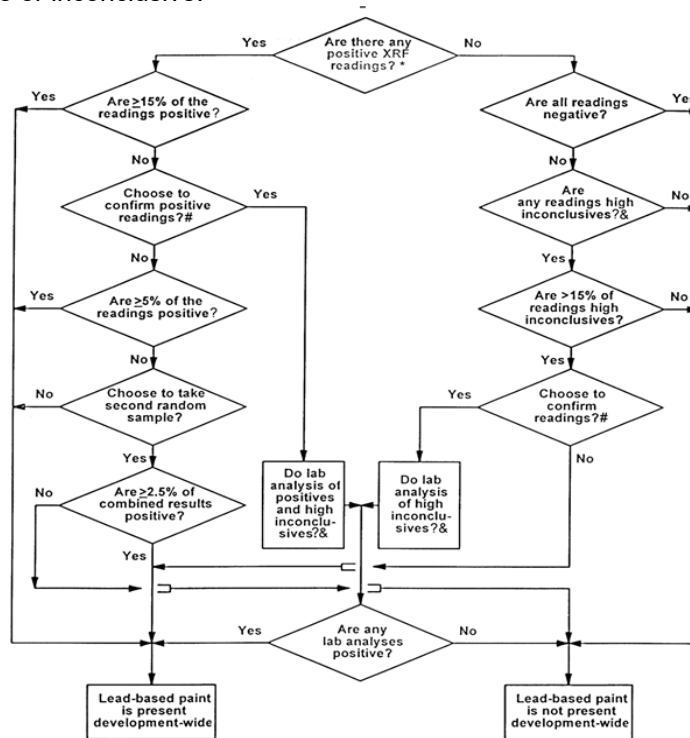 Are there any
positive XRF
readings? *
Yes
No
Are ≥15% of the
readings positive?
Yes
No
Are all readings
negative?
Yes
No
Choose to
confirm positive
readings?#
Yes
No
Are
any readings high
inconclusives?&
No
Yes
Are ≥5% of the
readings positive?
Yes
No
Are >15% of
readings high
inconclusives?
No
Yes
Choose to take
second random
sample?
No
Yes
Choose to
confirm
readings?#
Yes
No
Are ≥2.5% of
combined results
positive?
No
Yes
Do lab
analysis of
positives
and high
inconclu-
sives?&
Do lab
analysis
of high
inconclu-
sives?&
Are any
lab analyses
positive?
Yes
No
Lead-based paint
is present
development-wide
Lead-based paint
is not present
development-wide